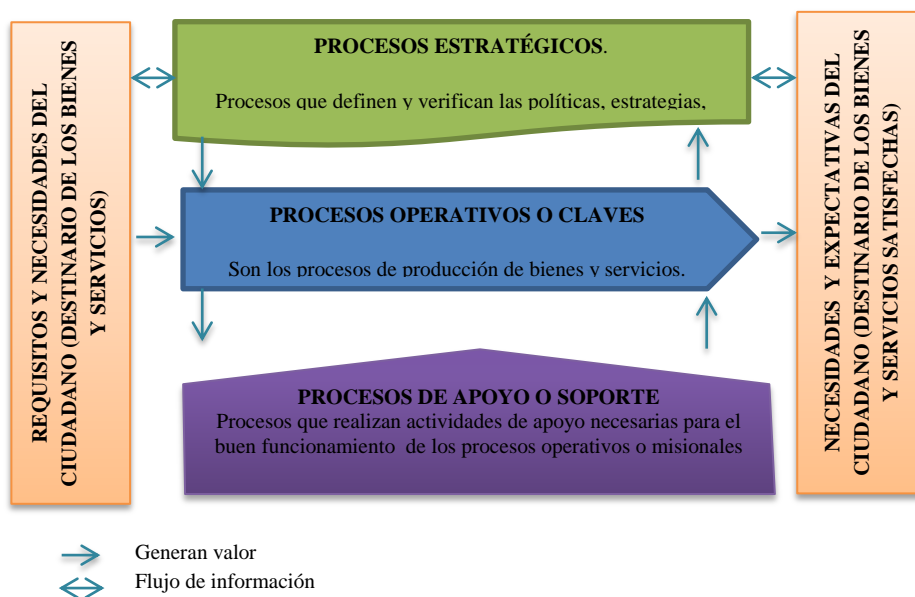 REQUISITOS Y NECESIDADES DEL
CIUDADANO (DESTINARIO DE LOS BIENES
Y SERVICIOS)
PROCESOS ESTRATÉGICOS.
Procesos que definen y verifican las políticas, estrategias,
PROCESOS OPERATIVOS O CLAVES
Son los procesos de producción de bienes y servicios.
PROCESOS DE APOYO O SOPORTE
Procesos que realizan actividades de apoyo necesarias para el
buen funcionamiento de los procesos operativos o misionales
NECESIDADES Y EXPECTATIVAS DEL
CIUDADANO (DESTINARIO DE LOS BIENES
Y SERVICIOS SATISFECHAS)
Generan valor
Flujo de información